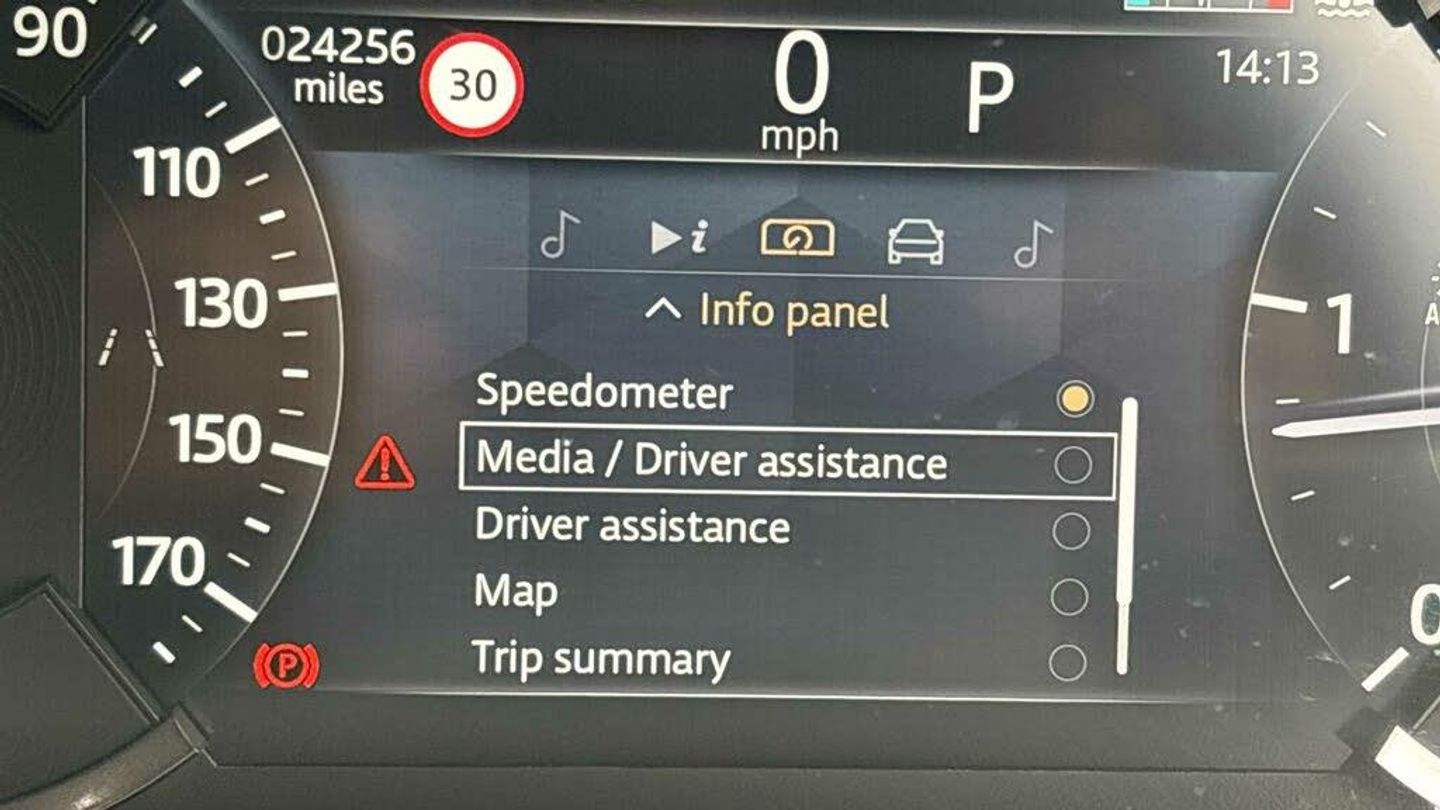 90
024256
miles
30
0
mph
P
14:13
110
i
Info panel
130
1
A
Speedometer
150
Media / Driver assistance
Driver assistance
170
Map
0
P
Trip summary